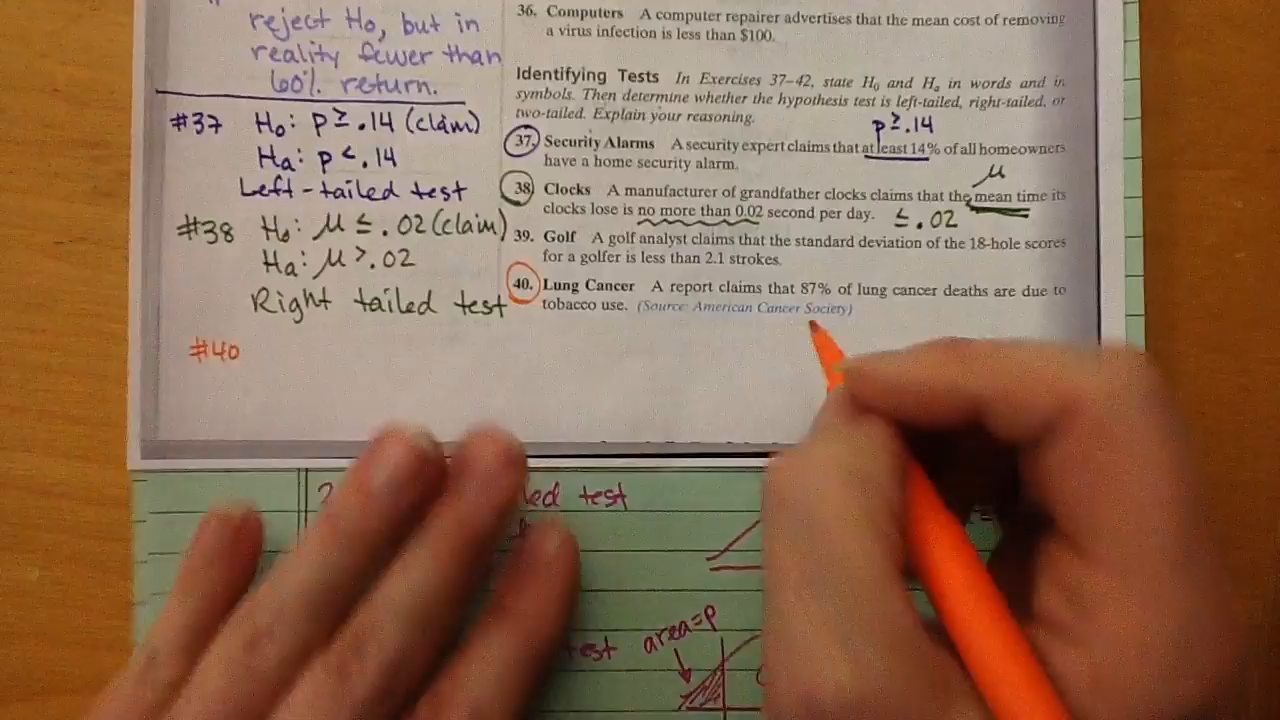 reject Ho, but in
reality fewer than
60% return.
#37 Ho: p ≥ .14 (claim)
Ha: p < .14
Left-tailed test
#38 Ho: μ ≤ .02 (claim)
Ha: μ > .02
Right tailed test
#40
36. Computers A computer repairer advertises that the mean cost of removing
a virus infection is less than $100.
Identifying Tests In Exercises 37–42, state H0 and Ha in words and in
symbols. Then determine whether the hypothesis test is left-tailed, right-tailed, or
two-tailed. Explain your reasoning.
p ≥ .14
37. Security Alarms A security expert claims that at least 14% of all homeowners
have a home security alarm.
μ
38. Clocks A manufacturer of grandfather clocks claims that the mean time its
clocks lose is no more than 0.02 second per day. ≤ .02
39. Golf A golf analyst claims that the standard deviation of the 18-hole scores
for a golfer is less than 2.1 strokes.
40. Lung Cancer A report claims that 87% of lung cancer deaths are due to
tobacco use. (Source: American Cancer Society)
led test
test area=p